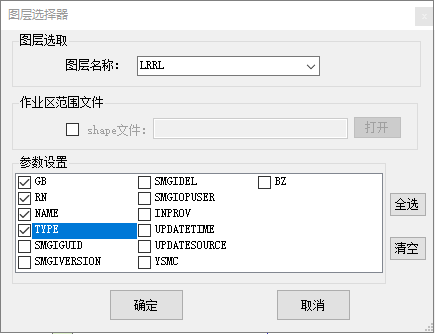 图层选择器
图层选取
图层名称： LRRL
作业区范围文件
shape文件： 打开
参数设置
GB SMGIDEL BZ
RN SMGIOPUSER
NAME INPROV
TYPE UPDATETIME
SMGIGUID UPDATESOURCE
SMGIVERSION YSMC
全选
清空
确定 取消